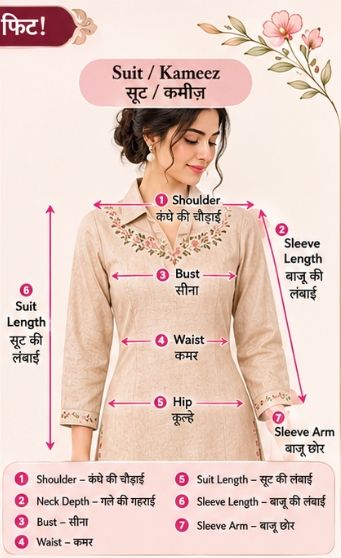 फिट!
Suit / Kameez
सूट / कमीज़
1 Shoulder
कंधे की चौड़ाई
2
Sleeve
Length
बाजू की
लंबाई
3 Bust
सीना
6
Suit
Length
सूट की
लंबाई
4 Waist
कमर
5 Hip
कूल्हे
7
Sleeve Arm
बाजू छोर
1 Shoulder – कंधे की चौड़ाई
2 Neck Depth – गले की गहराई
3 Bust – सीना
4 Waist – कमर
5 Suit Length – सूट की लंबाई
6 Sleeve Length – बाजू की लंबाई
7 Sleeve Arm – बाजू छोर